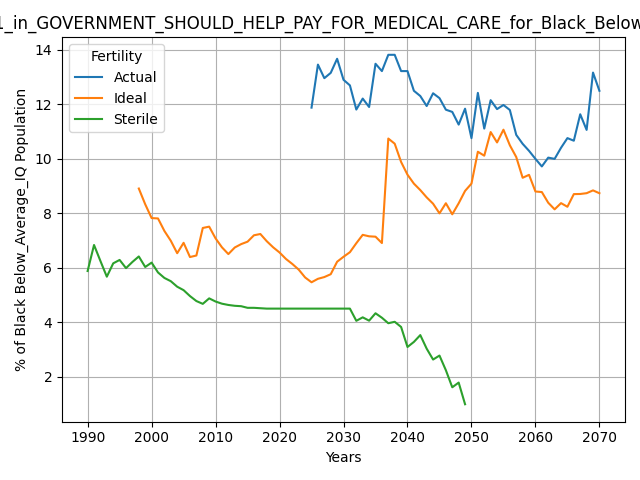 1_in_GOVERNMENT_SHOULD_HELP_PAY_FOR_MEDICAL_CARE_for_Black_Below
Fertility
Actual
Ideal
Sterile
% of Black Below_Average_IQ Population
14
12
10
8
6
4
2
1990 2000 2010 2020 2030 2040 2050 2060 2070
Years